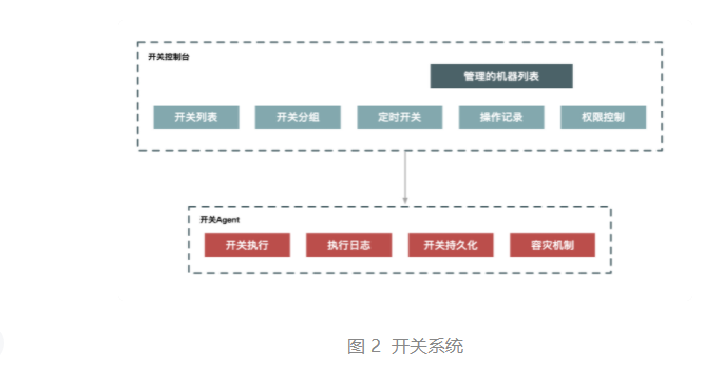 开关控制台
管理的机器列表
开关列表 开关分组 定时开关 操作记录 权限控制
开关Agent
开关执行 执行日志 开关持久化 容灾机制
图 2 开关系统